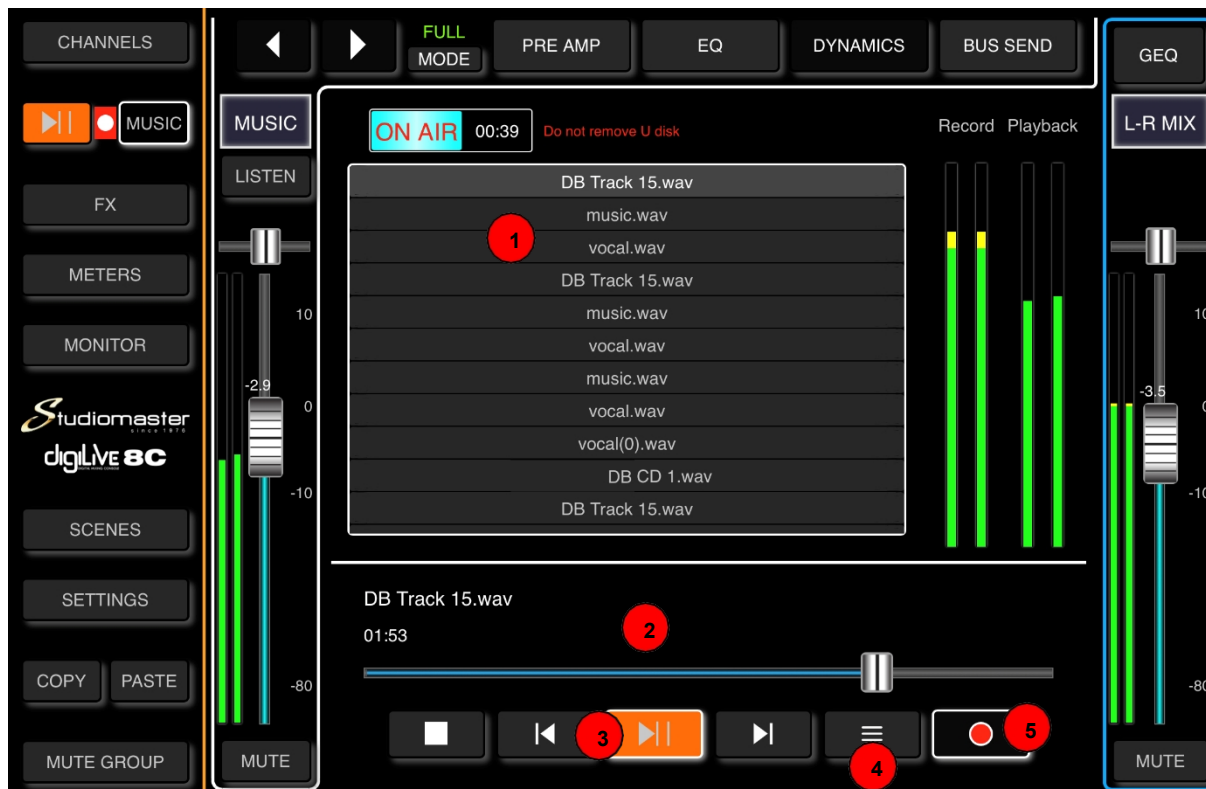 CHANNELS
MUSIC
FX
METERS
MONITOR
Studiomaster
since 1976
digiLive 8C
SCENES
SETTINGS
COPY PASTE
MUTE GROUP
FULL
MODE
PRE AMP
EQ
DYNAMICS
BUS SEND
GEQ
MUSIC
LISTEN
10
-2.9
0
-10
-80
MUTE
ON AIR 00:39 Do not remove U disk
Record Playback
DB Track 15.wav
music.wav
1
vocal.wav
DB Track 15.wav
music.wav
vocal.wav
music.wav
vocal.wav
vocal(0).wav
DB CD 1.wav
DB Track 15.wav
DB Track 15.wav
2
01:53
3
4
5
L-R MIX
10
-3.5
0
-10
-80
MUTE